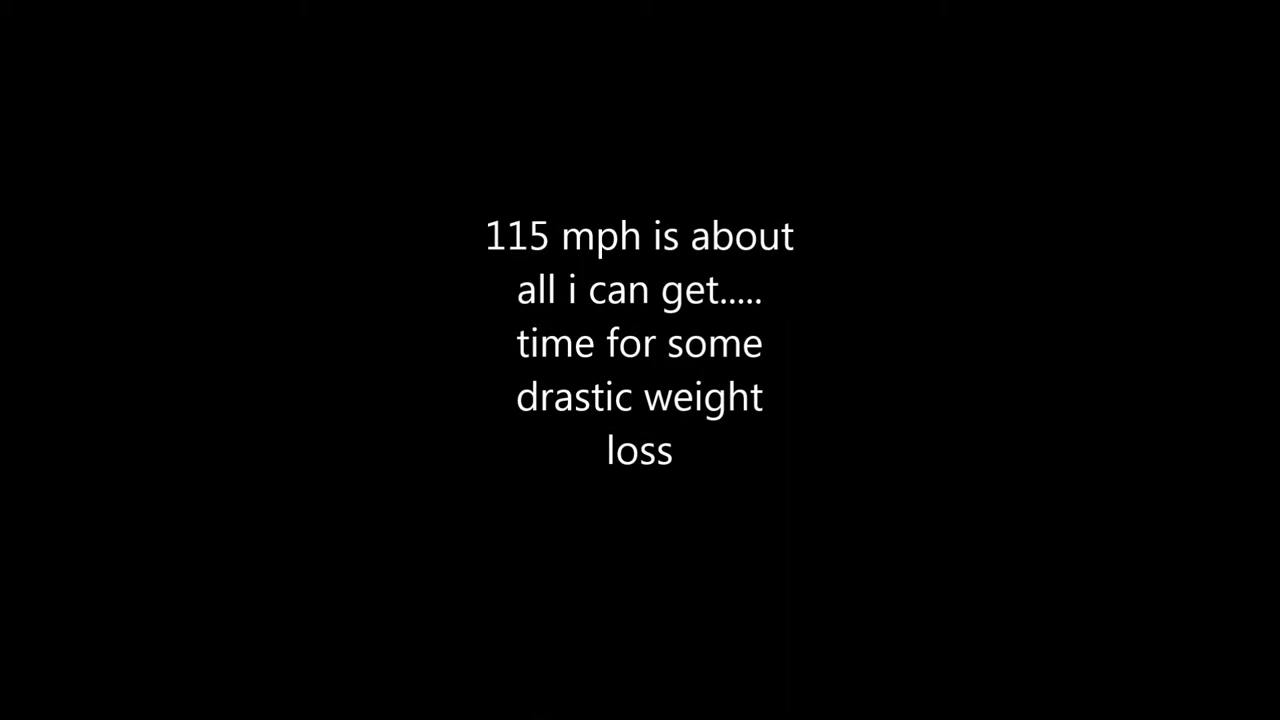 115 mph is about
all i can get.....
time for some
drastic weight
loss